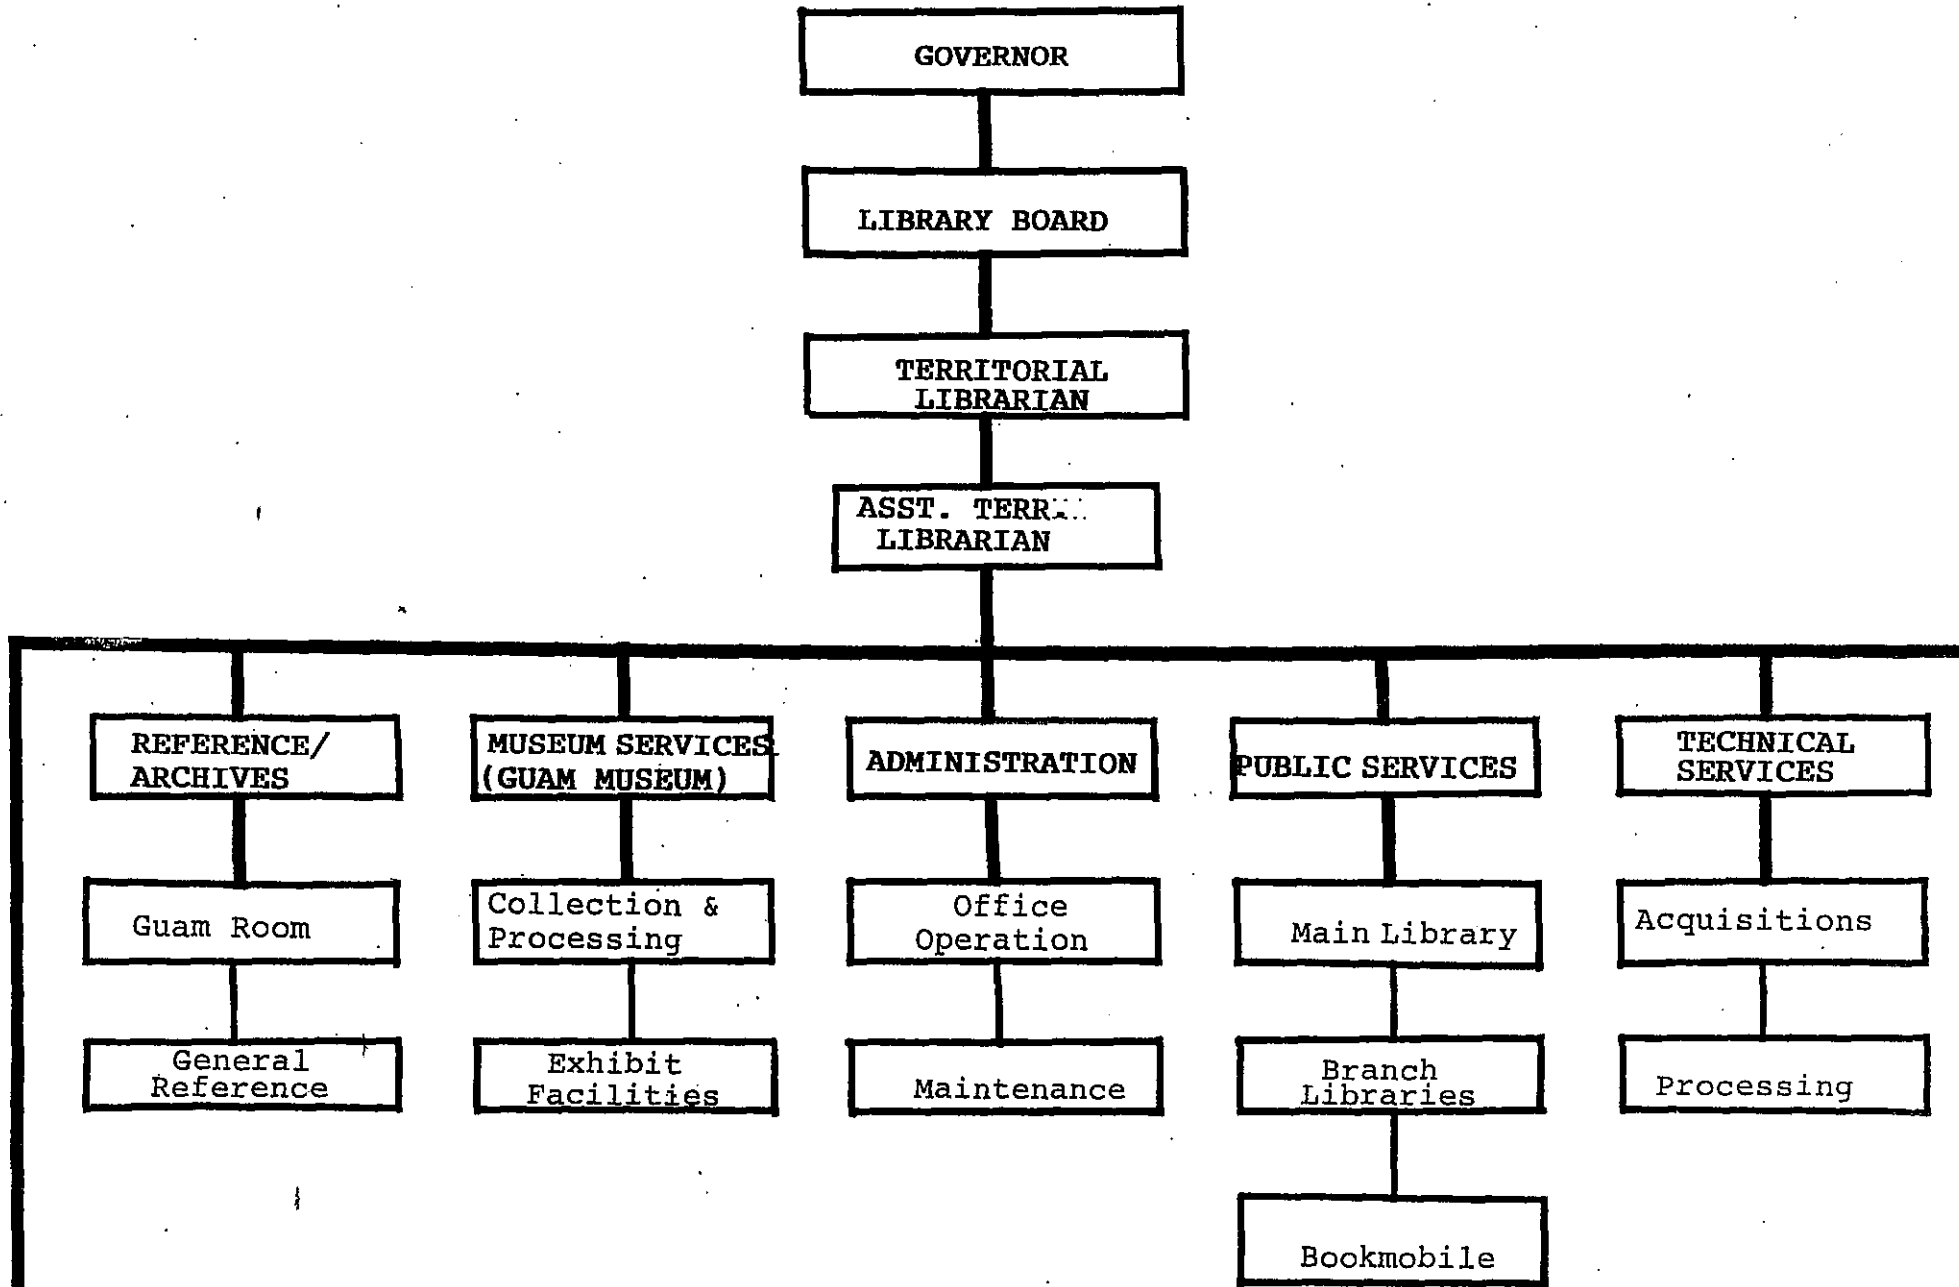 GOVERNOR
LIBRARY BOARD
TERRITORIAL
LIBRARIAN
ASST. TERR.
LIBRARIAN
REFERENCE/
ARCHIVES
MUSEUM SERVICES
(GUAM MUSEUM)
ADMINISTRATION
PUBLIC SERVICES
TECHNICAL
SERVICES
Guam Room
Collection &
Processing
Office
Operation
Main Library
Acquisitions
General
Reference
Exhibit
Facilities
Maintenance
Branch
Libraries
Processing
Bookmobile